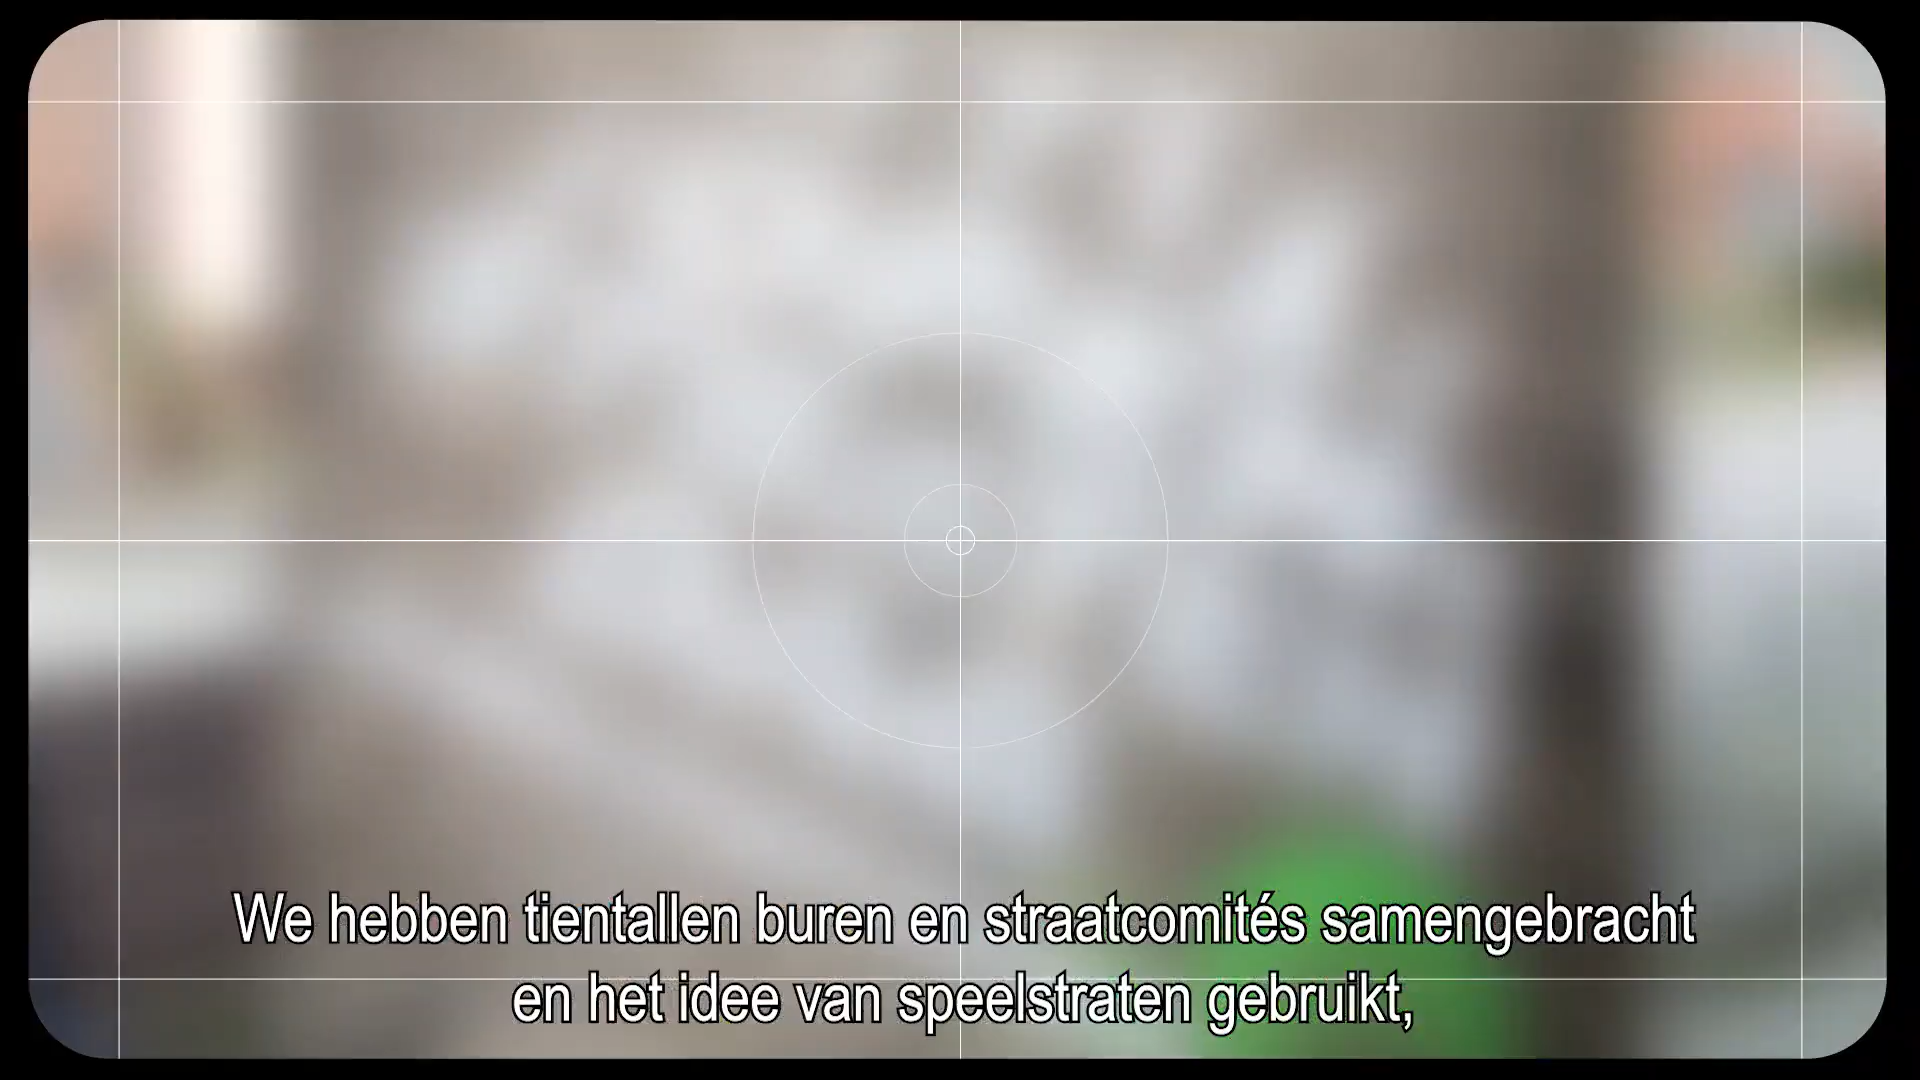 We hebben tientallen buren en straatcomités samengebracht
en het idee van speelstraten gebruikt,